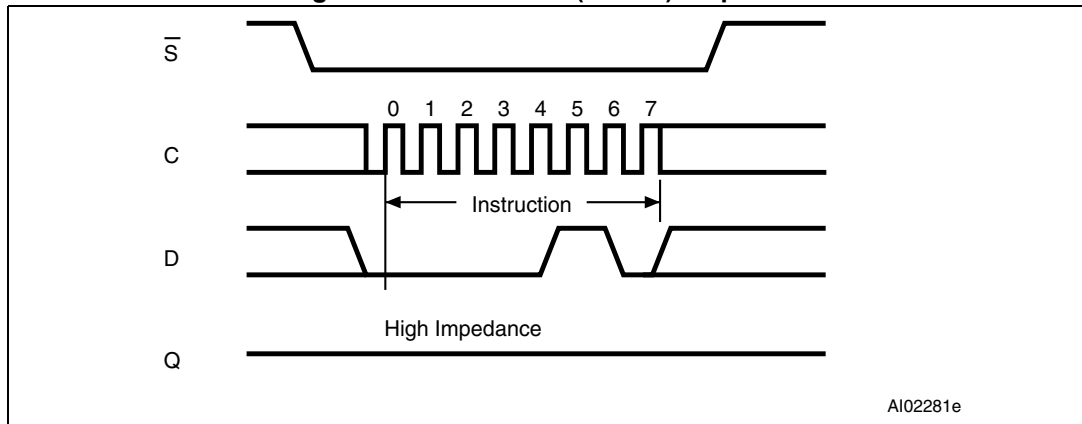 S̅
0 1 2 3 4 5 6 7
C
Instruction
D
High Impedance
Q
AI02281e